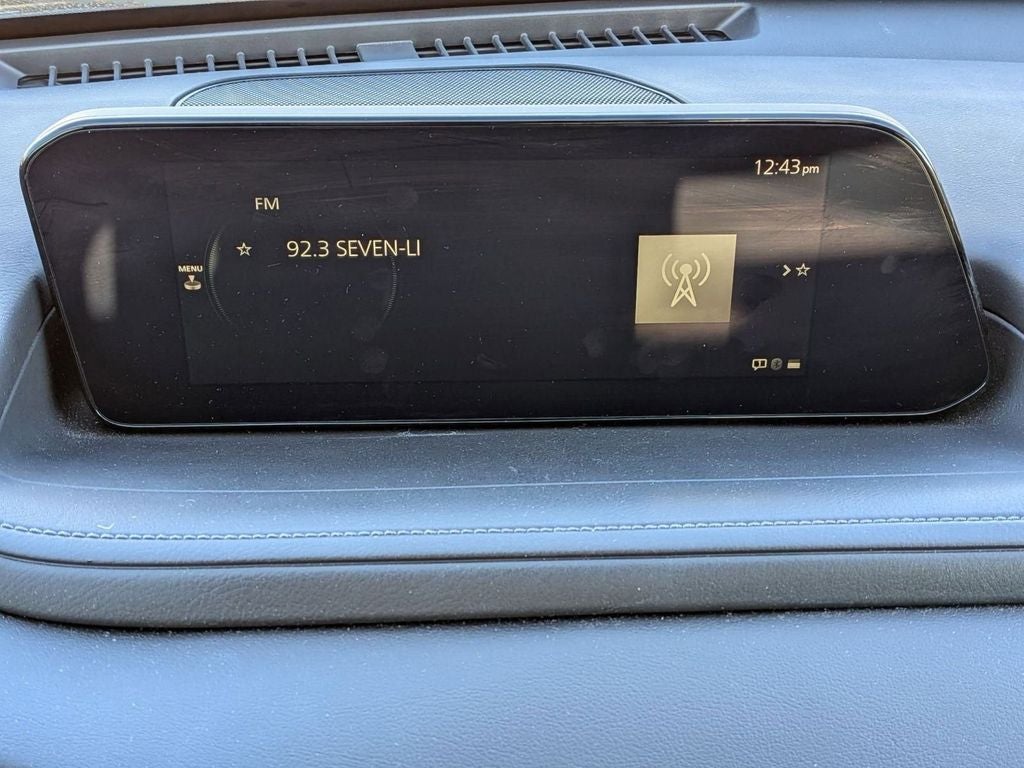 12:43pm
FM
92.3 SEVEN-LI
MENU